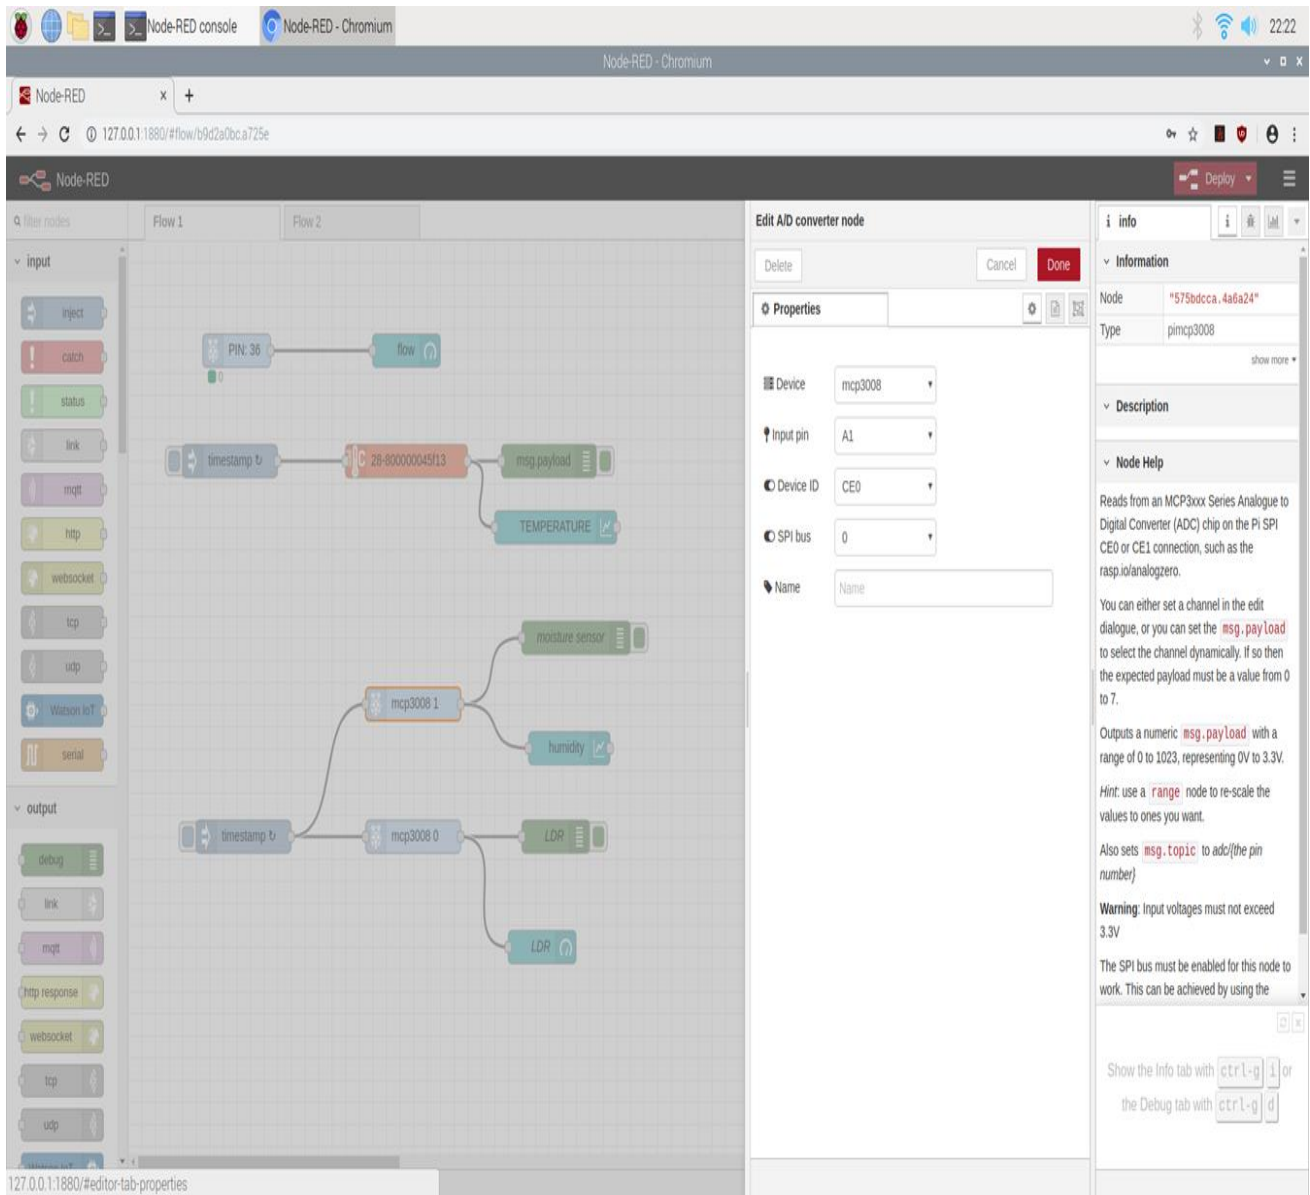 Node-RED console
Node-RED - Chromium
22:22
Node-RED - Chromium
Node-RED
127.0.0.1:1880/#flow/b9d2a0bc.a725e
Node-RED
Deploy
filter nodes
input
inject
catch
status
link
mqtt
http
websocket
tcp
udp
Watson IoT
serial
output
debug
link
mqtt
http response
websocket
tcp
udp
Watson IoT
127.0.0.1:1880/#editor-tab-properties
Flow 1
Flow 2
PIN: 36
flow
0
timestamp ↻
28-800000045f13
msg.payload
TEMPERATURE
moisture sensor
mcp3008 1
humidity
timestamp ↻
mcp3008 0
LDR
LDR
Edit A/D converter node
Delete
Cancel
Done
Properties
Device
mcp3008
Input pin
A1
Device ID
CE0
SPI bus
0
Name
Name
i info
i
Information
Node
"575bdcca.4a6a24"
Type
pimcp3008
show more
Description
Node Help
Reads from an MCP3xxx Series Analogue to
Digital Converter (ADC) chip on the Pi SPI
CE0 or CE1 connection, such as the
rasp.io/analogzero.
You can either set a channel in the edit
dialogue, or you can set the msg.payload
to select the channel dynamically. If so then
the expected payload must be a value from 0
to 7.
Outputs a numeric msg.payload with a
range of 0 to 1023, representing 0V to 3.3V.
Hint: use a range node to re-scale the
values to ones you want.
Also sets msg.topic to adc/{the pin
number}
Warning: Input voltages must not exceed
3.3V
The SPI bus must be enabled for this node to
work. This can be achieved by using the
Show the Info tab with ctrl-g i or
the Debug tab with ctrl-g d